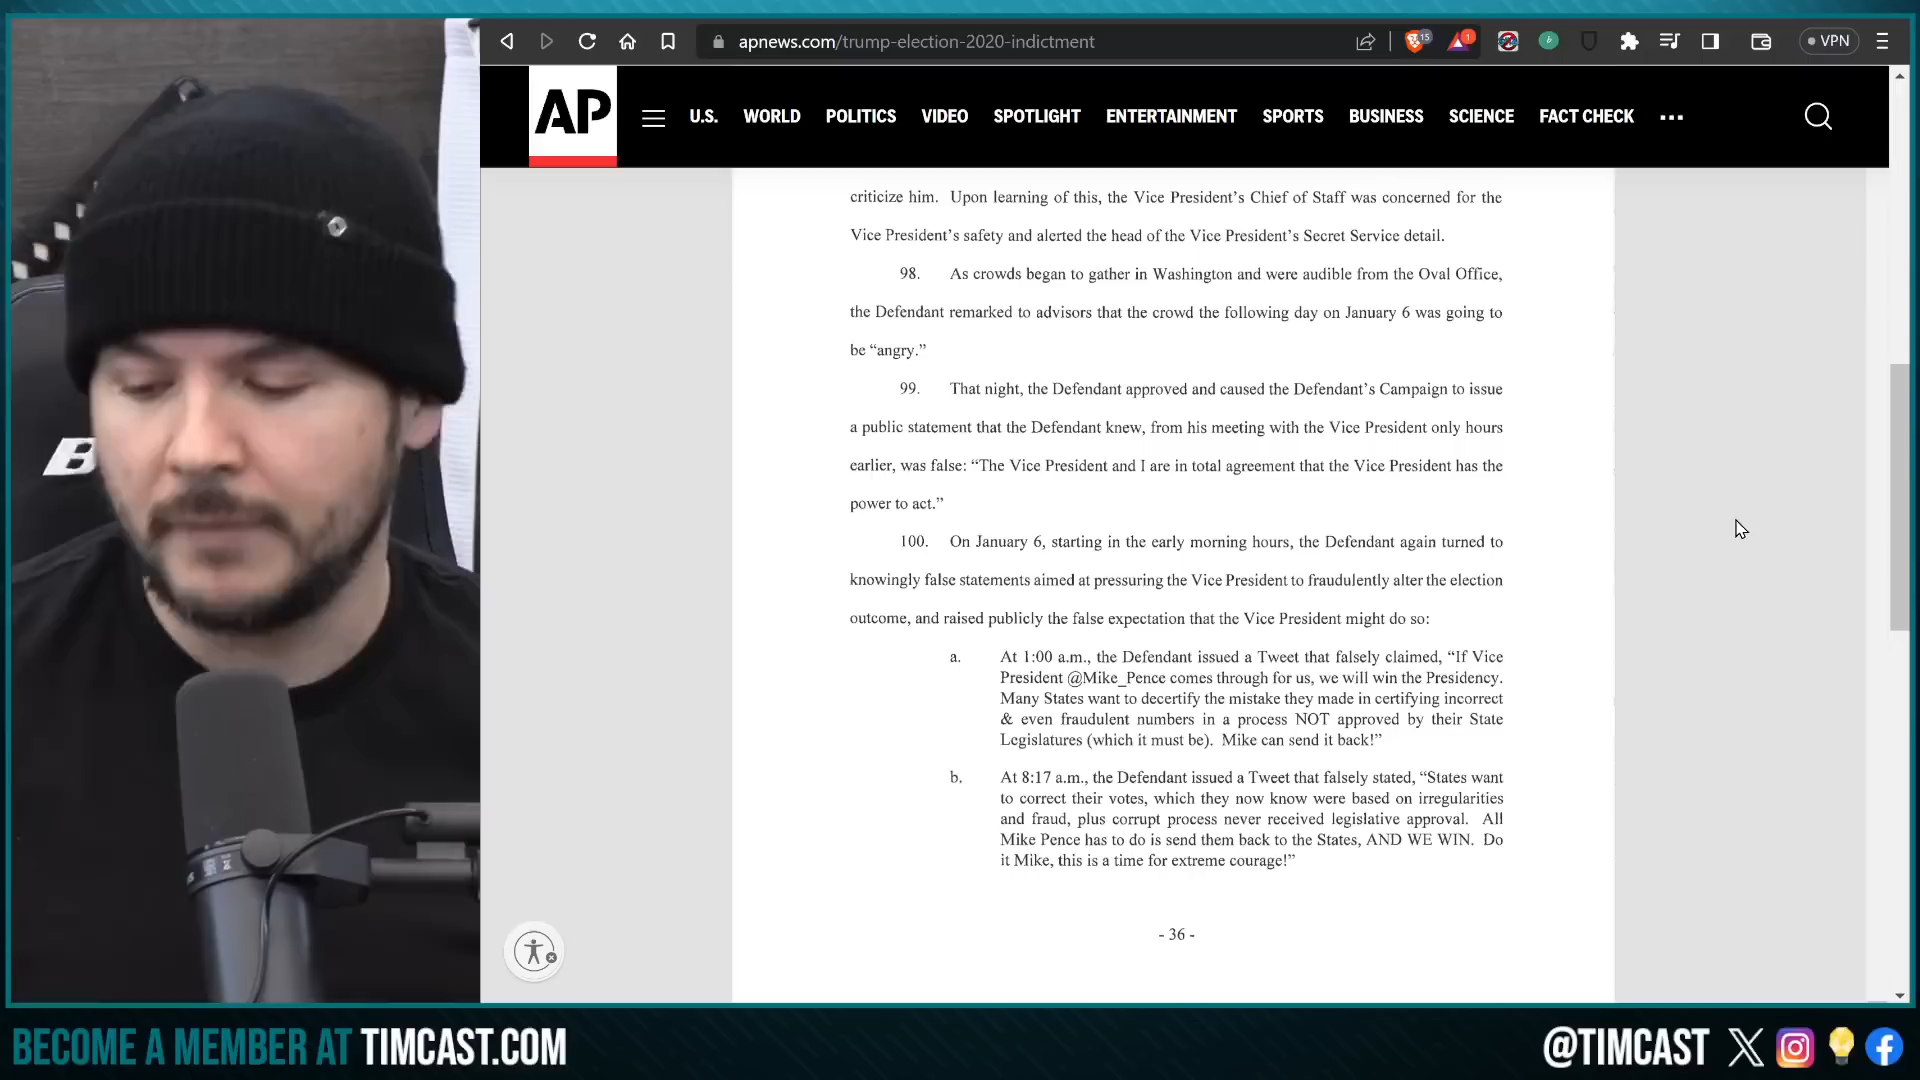 apnews.com/trump-election-2020-indictment
15
1
VPN
AP
U.S. WORLD POLITICS VIDEO SPOTLIGHT ENTERTAINMENT SPORTS BUSINESS SCIENCE FACT CHECK
criticize him. Upon learning of this, the Vice President’s Chief of Staff was concerned for the
Vice President’s safety and alerted the head of the Vice President’s Secret Service detail.
98. As crowds began to gather in Washington and were audible from the Oval Office,
the Defendant remarked to advisors that the crowd the following day on January 6 was going to
be “angry.”
99. That night, the Defendant approved and caused the Defendant’s Campaign to issue
a public statement that the Defendant knew, from his meeting with the Vice President only hours
earlier, was false: “The Vice President and I are in total agreement that the Vice President has the
power to act.”
100. On January 6, starting in the early morning hours, the Defendant again turned to
knowingly false statements aimed at pressuring the Vice President to fraudulently alter the election
outcome, and raised publicly the false expectation that the Vice President might do so:
a. At 1:00 a.m., the Defendant issued a Tweet that falsely claimed, “If Vice
President @Mike_Pence comes through for us, we will win the Presidency.
Many States want to decertify the mistake they made in certifying incorrect
& even fraudulent numbers in a process NOT approved by their State
Legislatures (which it must be). Mike can send it back!”
b. At 8:17 a.m., the Defendant issued a Tweet that falsely stated, “States want
to correct their votes, which they now know were based on irregularities
and fraud, plus corrupt process never received legislative approval. All
Mike Pence has to do is send them back to the States, AND WE WIN. Do
it Mike, this is a time for extreme courage!”
- 36 -
BECOME A MEMBER AT TIMCAST.COM
@TIMCAST